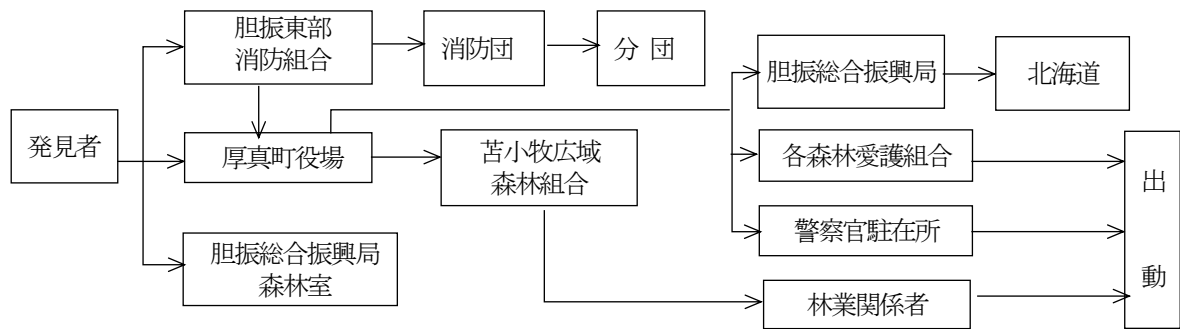 発見者
胆振東部
消防組合
消防団
分 団
厚真町役場
苫小牧広域
森林組合
胆振総合振興局
森林室
胆振総合振興局
北海道
各森林愛護組合
警察官駐在所
林業関係者
出
動